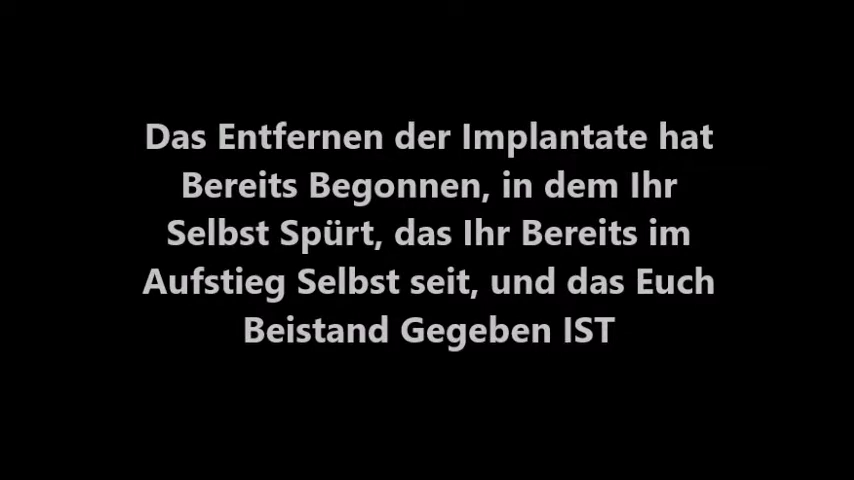 Das Entfernen der Implantate hat
Bereits Begonnen, in dem Ihr
Selbst Spürt, das Ihr Bereits im
Aufstieg Selbst seit, und das Euch
Beistand Gegeben IST